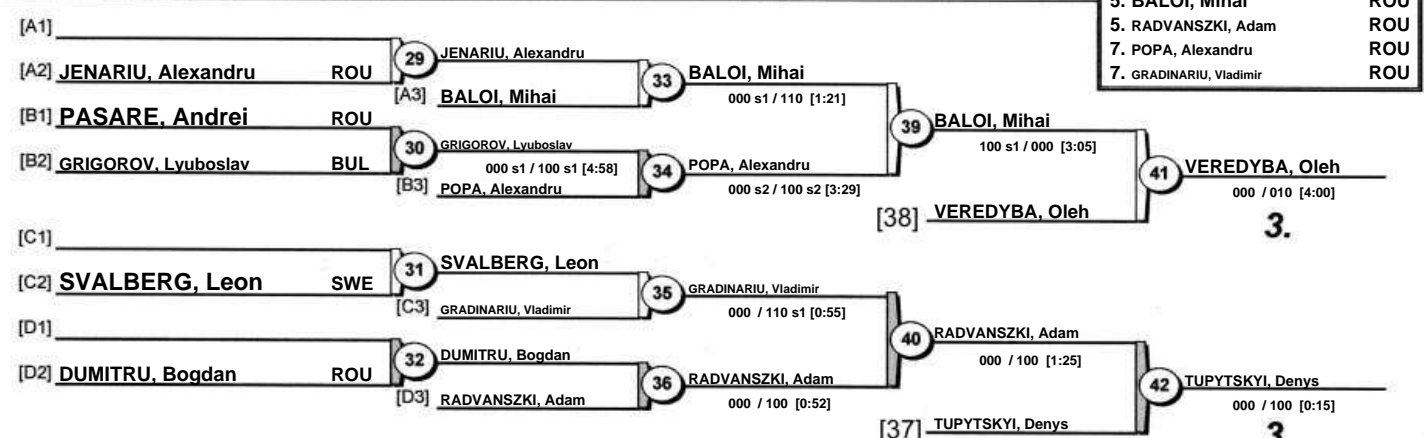 5. BALOI, Mihai ROU
5. RADVANSZKI, Adam ROU
7. POPA, Alexandru ROU
7. GRADINARIU, Vladimir ROU
[A1]
[A2] JENARIU, Alexandru ROU
29 JENARIU, Alexandru
[A3] BALOI, Mihai
33 BALOI, Mihai
000 s1 / 110 [1:21]
[B1] PASARE, Andrei ROU
[B2] GRIGOROV, Lyuboslav BUL
30 GRIGOROV, Lyuboslav
000 s1 / 100 s1 [4:58]
[B3] POPA, Alexandru
34 POPA, Alexandru
000 s2 / 100 s2 [3:29]
39 BALOI, Mihai
100 s1 / 000 [3:05]
[38] VEREDYBA, Oleh
41 VEREDYBA, Oleh
000 / 010 [4:00]
3.
[C1]
[C2] SVALBERG, Leon SWE
31 SVALBERG, Leon
[C3] GRADINARIU, Vladimir
35 GRADINARIU, Vladimir
000 / 110 s1 [0:55]
[D1]
[D2] DUMITRU, Bogdan ROU
32 DUMITRU, Bogdan
[D3] RADVANSZKI, Adam
36 RADVANSZKI, Adam
000 / 100 [0:52]
40 RADVANSZKI, Adam
000 / 100 [1:25]
[37] TUPYTSKYI, Denys
42 TUPYTSKYI, Denys
000 / 100 [0:15]
3